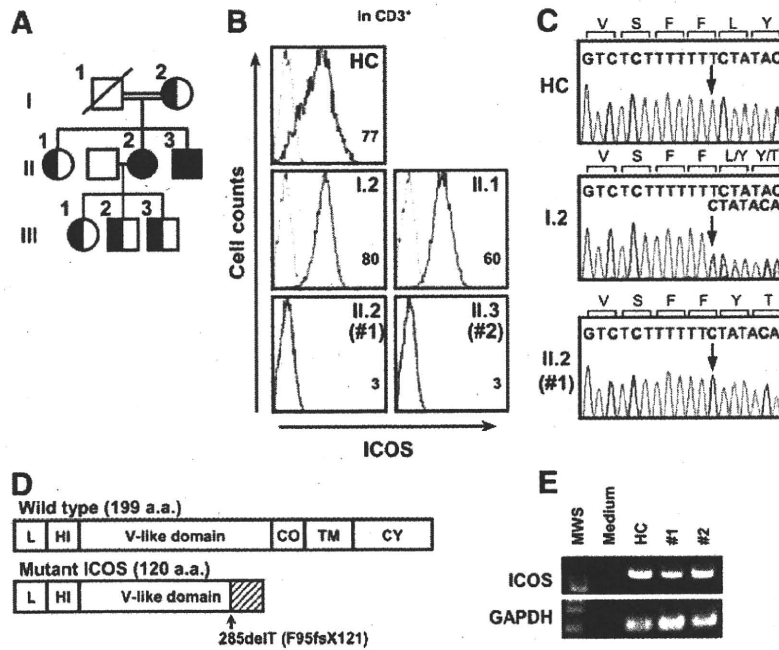 A
1
2
I
1
2
3
II
1
2
3
III
B
In CD3+
HC
77
I.2
80
II.1
60
II.2
(#1)
3
II.3
(#2)
3
Cell counts
ICOS
C
V S F F L Y
GTCTCTTTTTTTCTATAC
HC
V S F F L/Y Y/T
GTCTCTTTTTTTCTATAC
CTATACA
I.2
V S F F Y T
GTCTCTTTTTTCTATACA
II.2
(#1)
D
Wild type (199 a.a.)
L HI V-like domain CO TM CY
Mutant ICOS (120 a.a.)
L HI V-like domain
285delT (F95fsX121)
E
MWS Medium HC #1 #2
ICOS
GAPDH